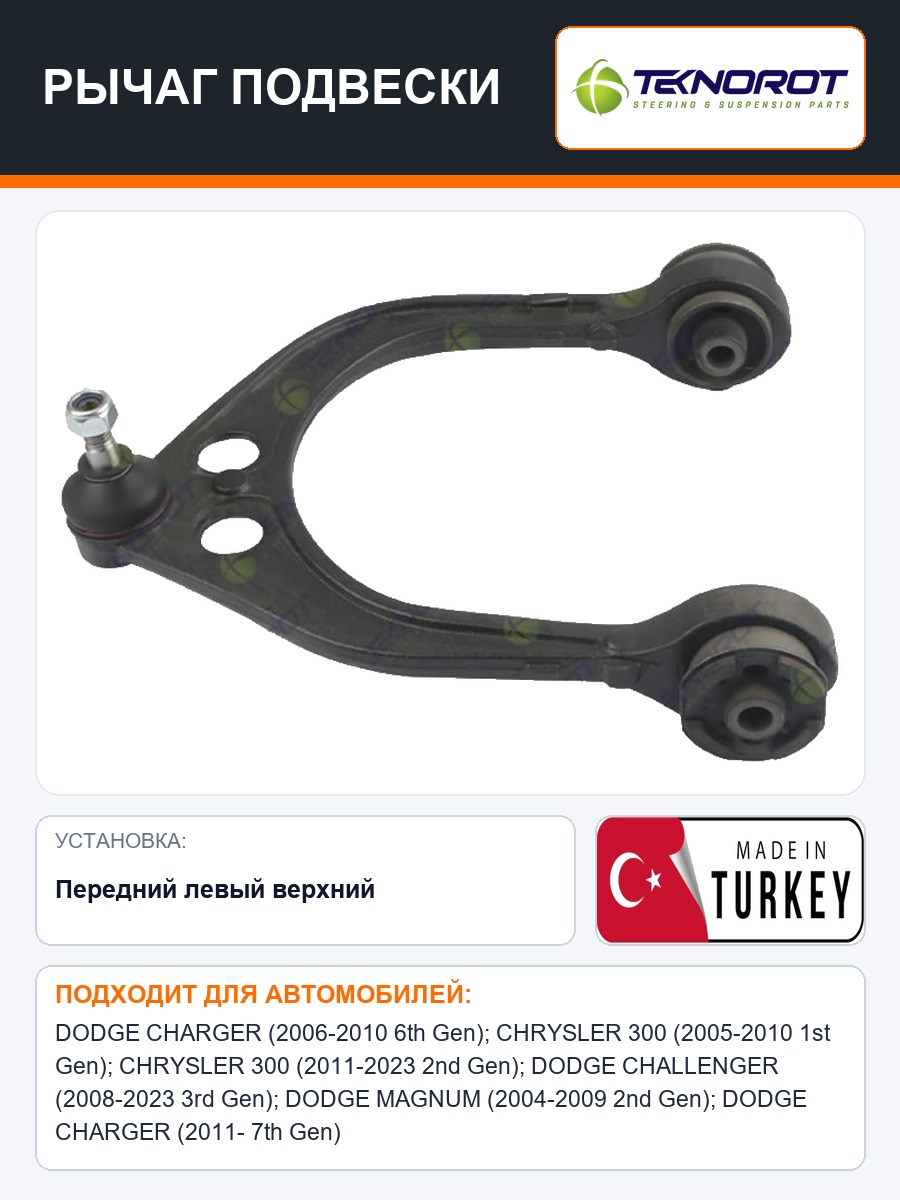 РЫЧАГ ПОДВЕСКИ
TEKNOROT
STEERING & SUSPENSION PARTS
TEKNOROT
TEKNOROT
УСТАНОВКА:
Передний левый верхний
MADE IN
TURKEY
ПОДХОДИТ ДЛЯ АВТОМОБИЛЕЙ:
DODGE CHARGER (2006-2010 6th Gen); CHRYSLER 300 (2005-2010 1st
Gen); CHRYSLER 300 (2011-2023 2nd Gen); DODGE CHALLENGER
(2008-2023 3rd Gen); DODGE MAGNUM (2004-2009 2nd Gen); DODGE
CHARGER (2011- 7th Gen)